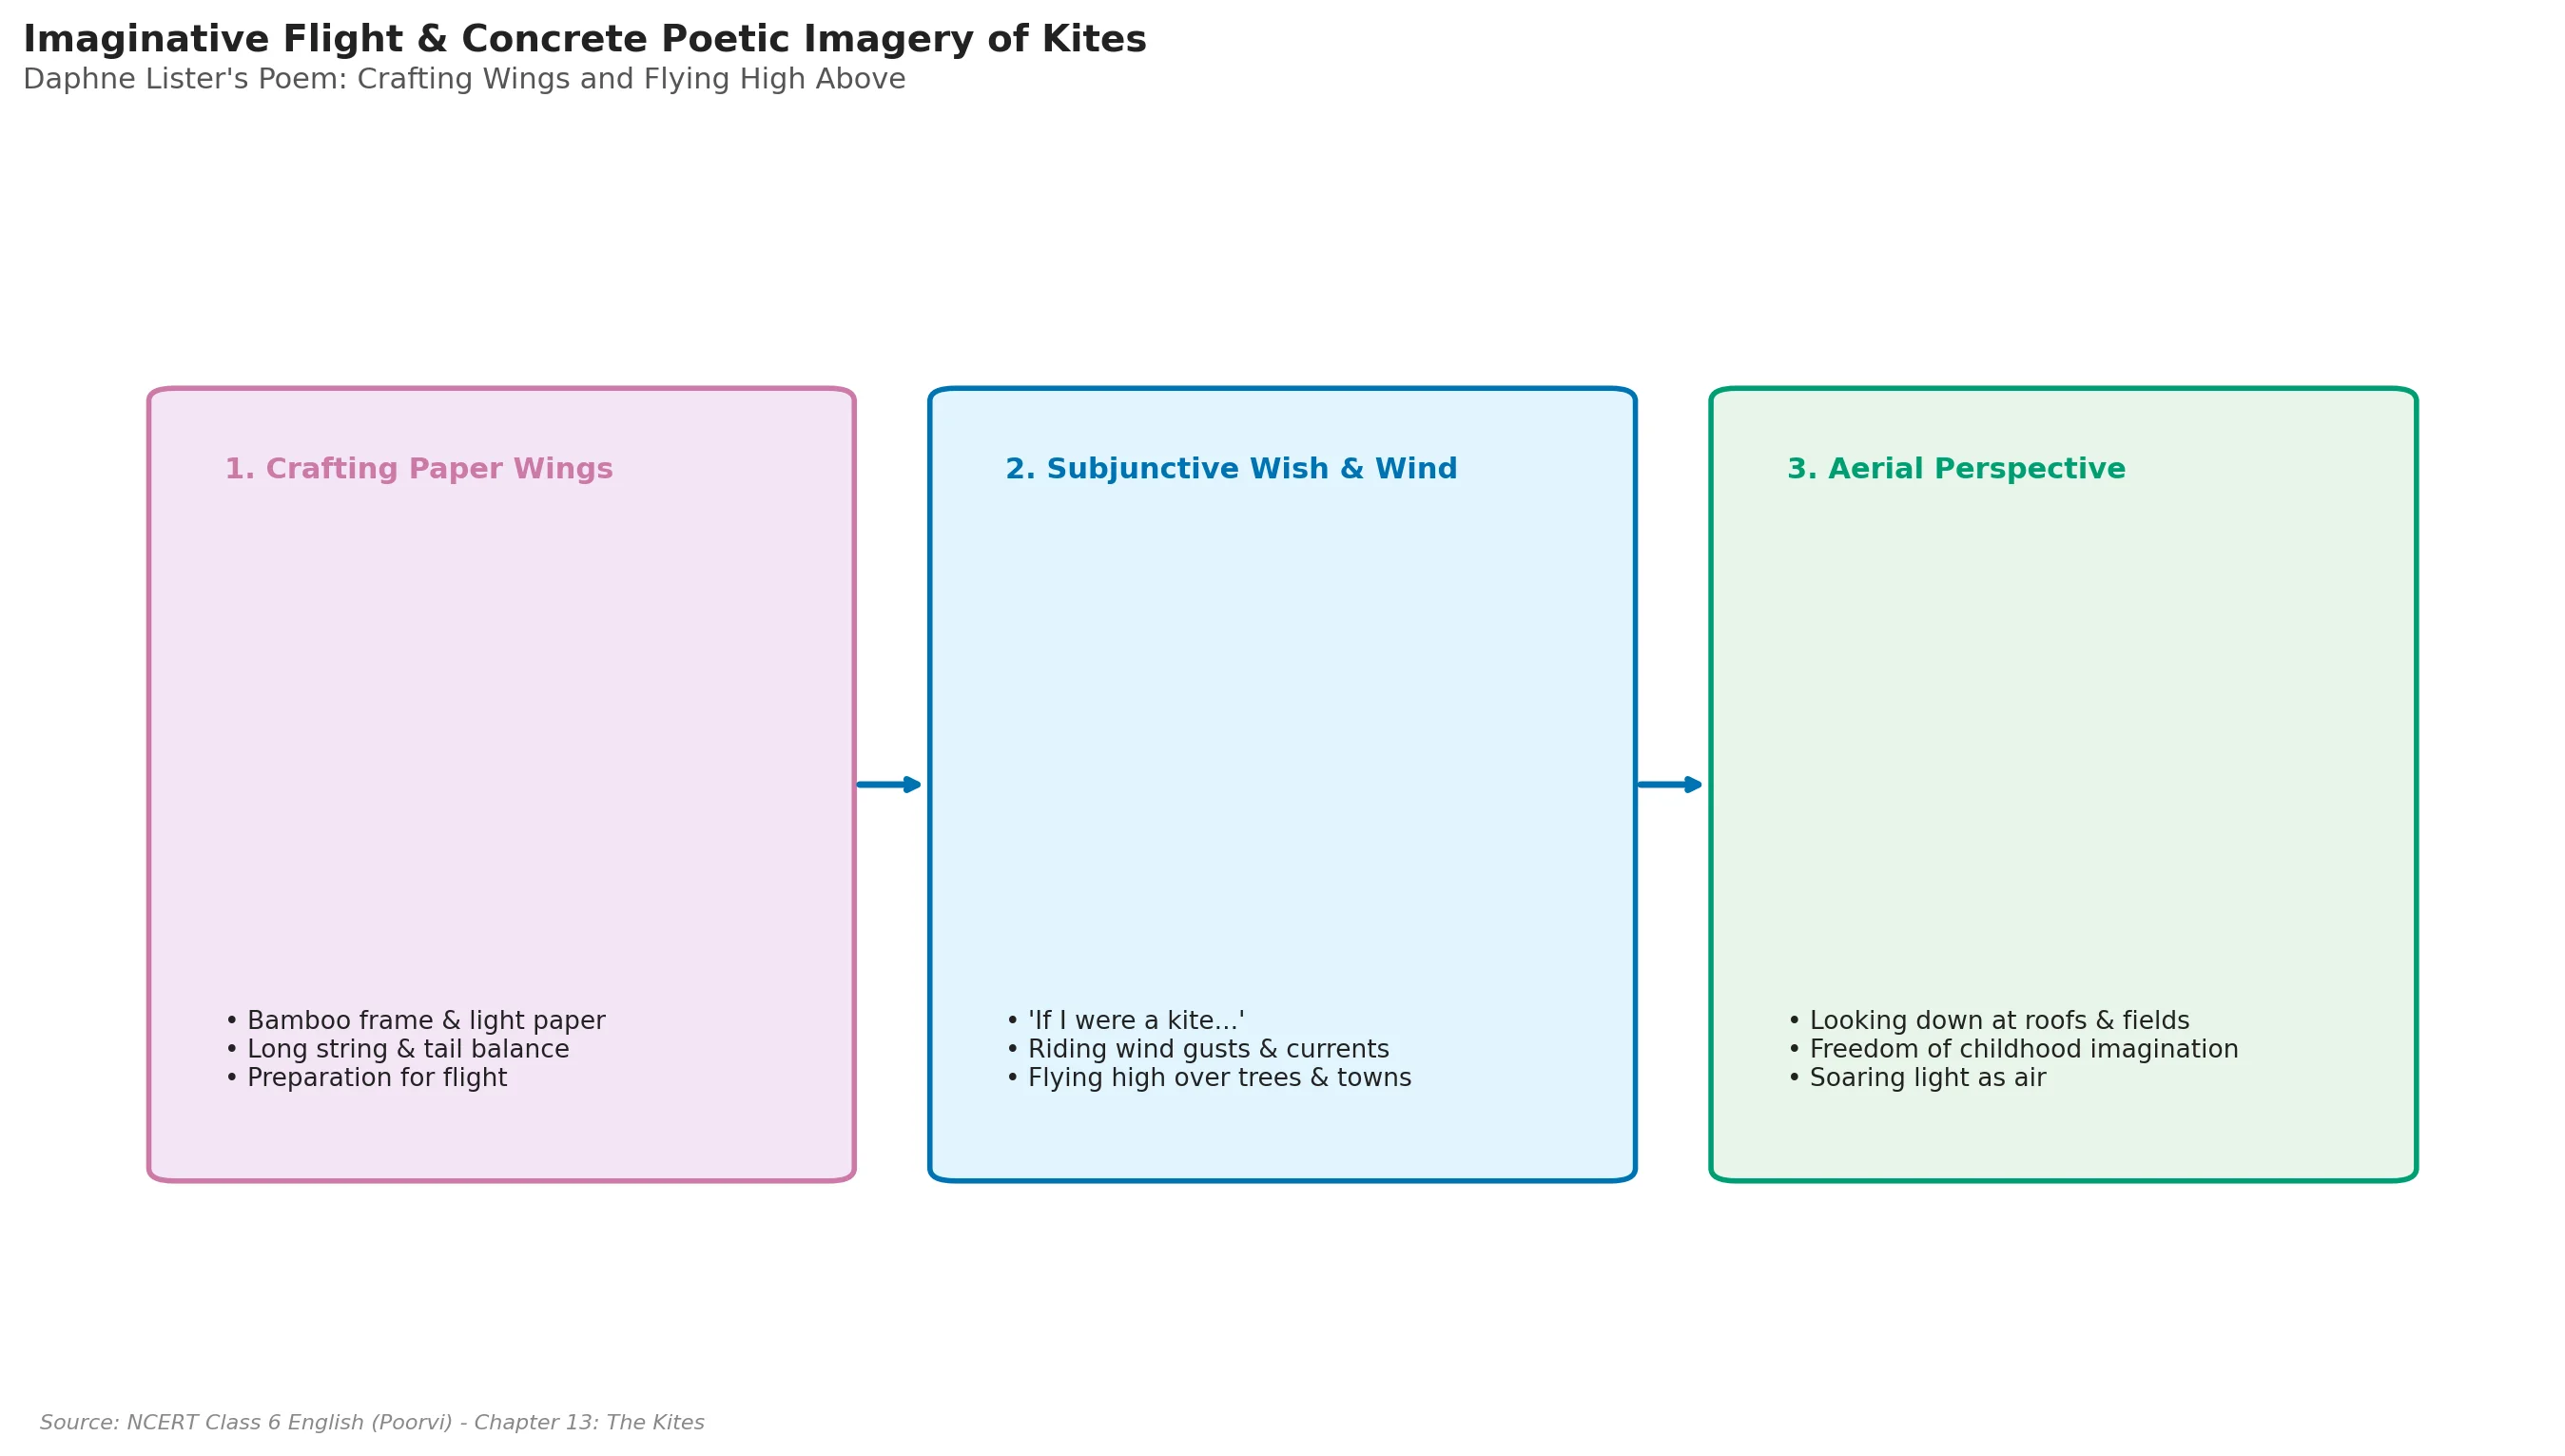 Imaginative Flight & Concrete Poetic Imagery of Kites
Daphne Lister's Poem: Crafting Wings and Flying High Above
1. Crafting Paper Wings
• Bamboo frame & light paper
• Long string & tail balance
• Preparation for flight
2. Subjunctive Wish & Wind
• 'If I were a kite...'
• Riding wind gusts & currents
• Flying high over trees & towns
3. Aerial Perspective
• Looking down at roofs & fields
• Freedom of childhood imagination
• Soaring light as air
Source: NCERT Class 6 English (Poorvi) - Chapter 13: The Kites